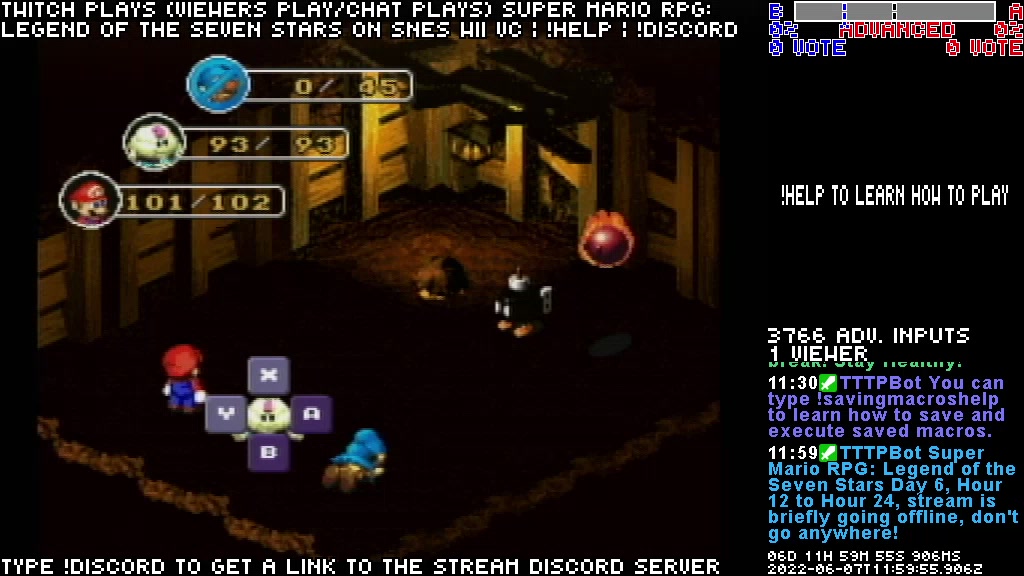 TWITCH PLAYS (VIEWERS PLAY/CHAT PLAYS) SUPER MARIO RPG:
LEGEND OF THE SEVEN STARS ON SNES WII VC ¦ !HELP ¦ !DISCORD
B A
0% ADVANCED 0%
0 VOTE 0 VOTE
0/ 45
93/ 93
101/102
!HELP TO LEARN HOW TO PLAY
X
Y A
B
3766 ADV. INPUTS
1 VIEWER
break. Stay Healthy!
11:30 TTTPBot You can
type !savingmacroshelp
to learn how to save and
execute saved macros.
11:59 TTTPBot Super
Mario RPG: Legend of the
Seven Stars Day 6, Hour
12 to Hour 24, stream is
briefly going offline, don't
go anywhere!
06D 11H 59M 55S 906MS
2022-06-07T11:59:55.906Z
TYPE !DISCORD TO GET A LINK TO THE STREAM DISCORD SERVER